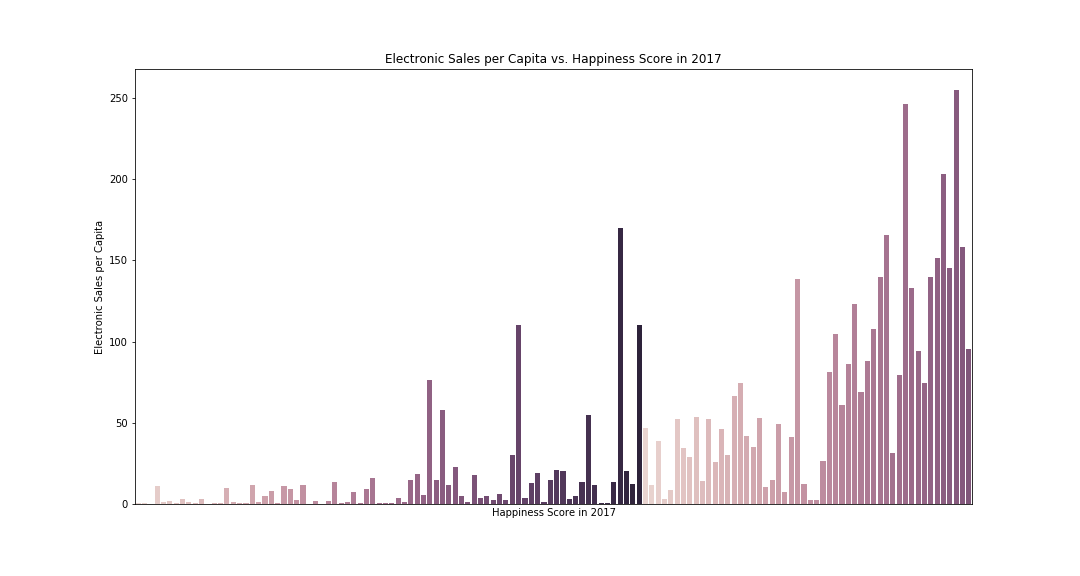 Electronic Sales per Capita vs. Happiness Score in 2017
250
200
150
100
50
0
Electronic Sales per Capita
Happiness Score in 2017